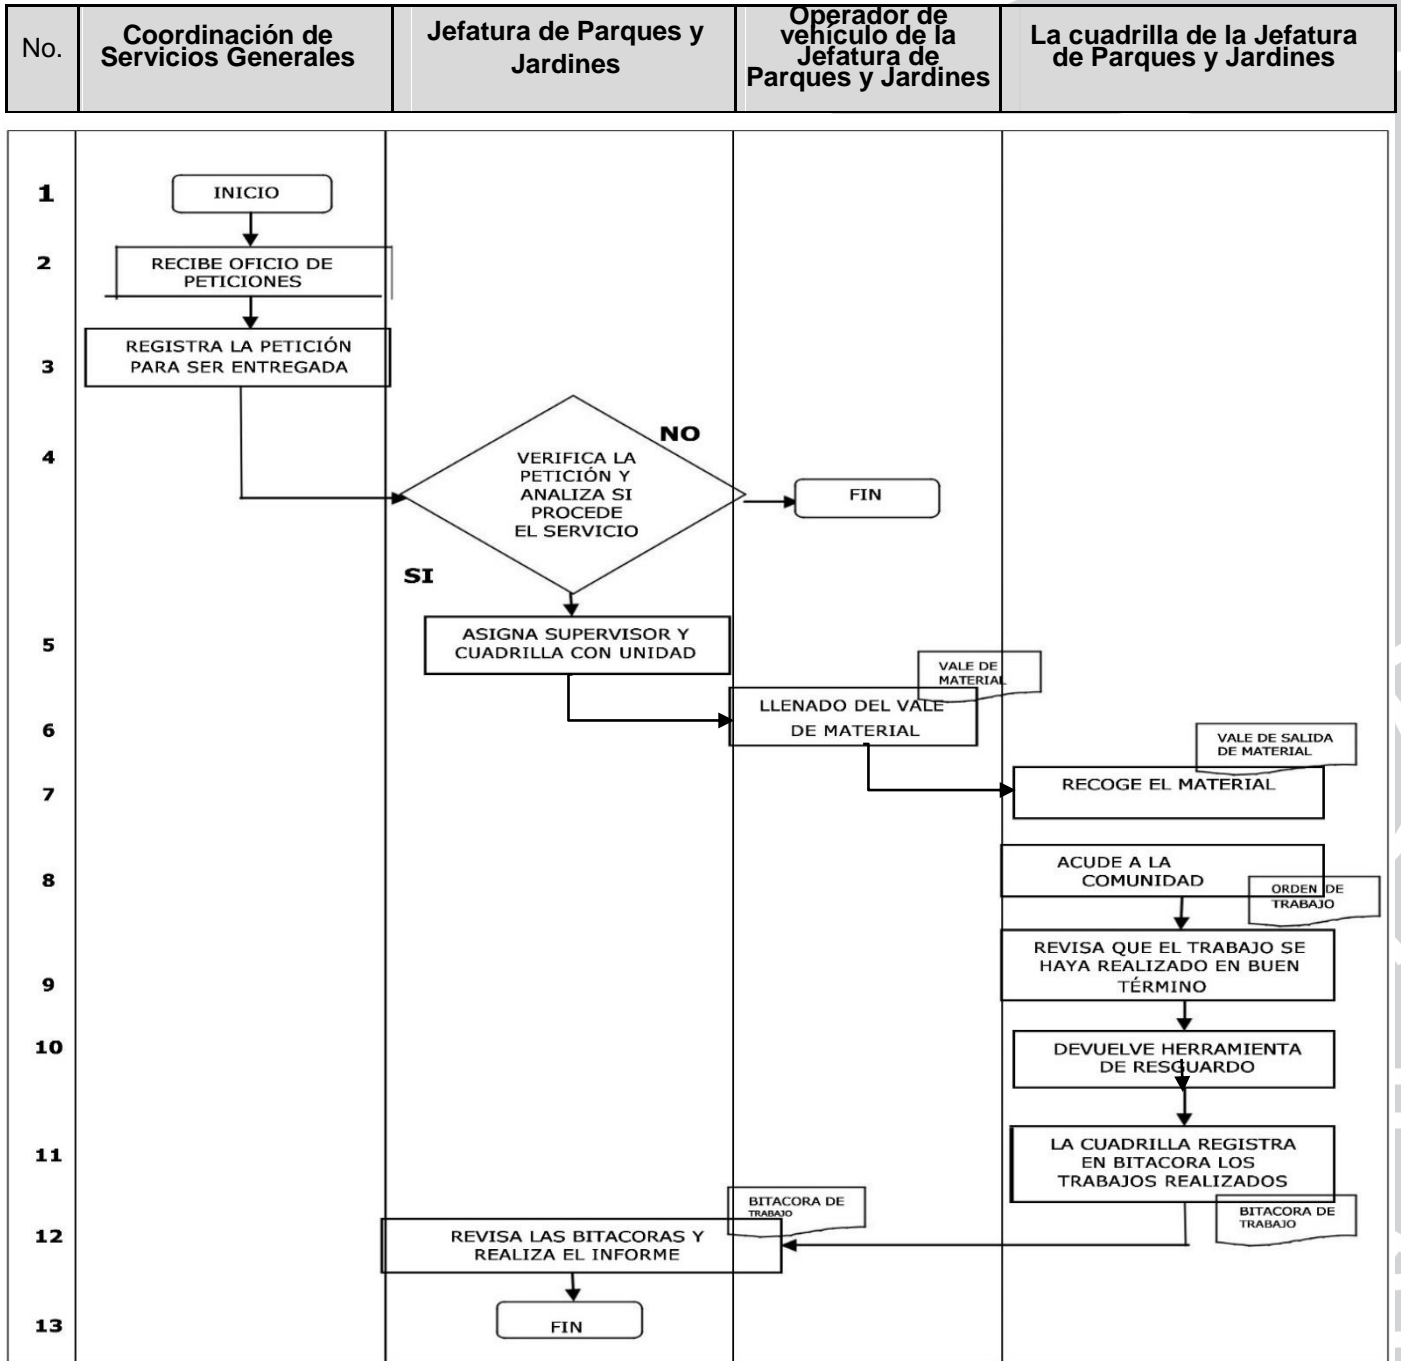 No.
Coordinación de
Servicios Generales
Jefatura de Parques y
Jardines
Operador de
vehículo de la
Jefatura de
Parques y Jardines
La cuadrilla de la Jefatura
de Parques y Jardines
1
INICIO
2
RECIBE OFICIO DE
PETICIONES
3
REGISTRA LA PETICIÓN
PARA SER ENTREGADA
4
VERIFICA LA
PETICIÓN Y
ANALIZA SI
PROCEDE
EL SERVICIO
NO
FIN
SI
5
ASIGNA SUPERVISOR Y
CUADRILLA CON UNIDAD
VALE DE
MATERIAL
6
LLENADO DEL VALE
DE MATERIAL
VALE DE SALIDA
DE MATERIAL
7
RECOGE EL MATERIAL
8
ACUDE A LA
COMUNIDAD
ORDEN DE
TRABAJO
9
REVISA QUE EL TRABAJO SE
HAYA REALIZADO EN BUEN
TÉRMINO
10
DEVUELVE HERRAMIENTA
DE RESGUARDO
11
LA CUADRILLA REGISTRA
EN BITACORA LOS
TRABAJOS REALIZADOS
BITACORA DE
TRABAJO
12
REVISA LAS BITACORAS Y
REALIZA EL INFORME
BITACORA DE
TRABAJO
13
FIN